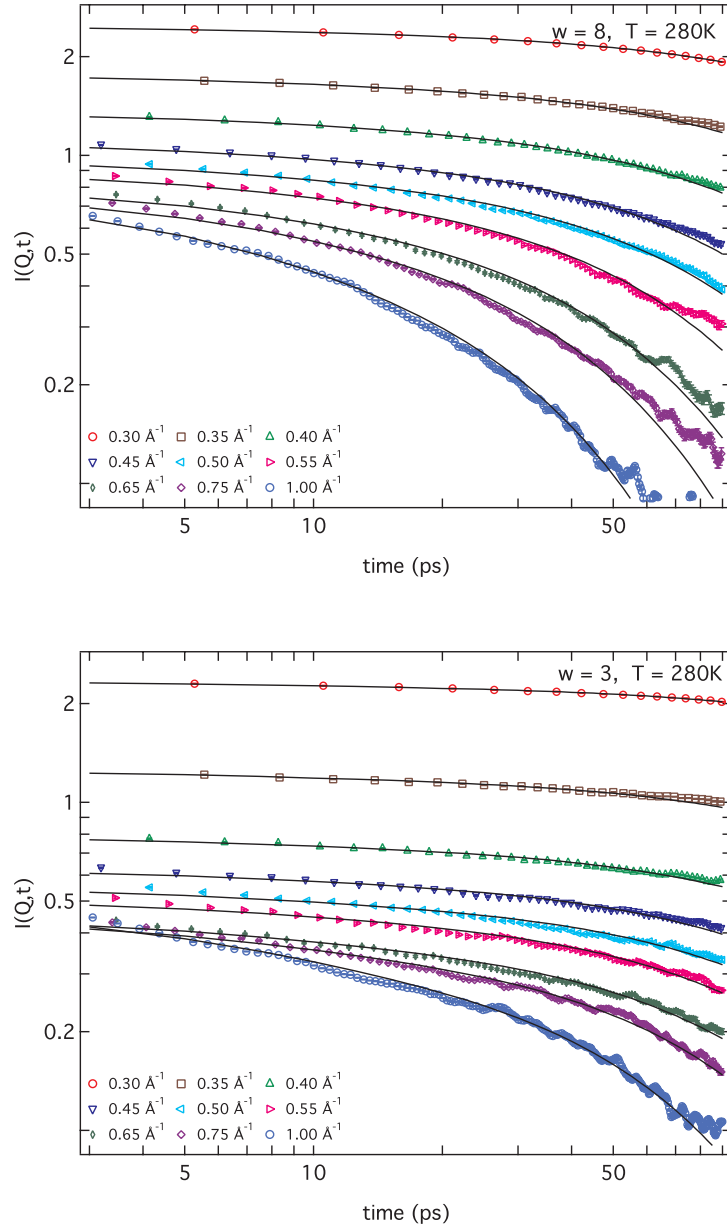 w = 8, T = 280K
2
1
0.5
0.2
I(Q,t)
0.30 Å⁻¹ 0.35 Å⁻¹ 0.40 Å⁻¹
0.45 Å⁻¹ 0.50 Å⁻¹ 0.55 Å⁻¹
0.65 Å⁻¹ 0.75 Å⁻¹ 1.00 Å⁻¹
5 10 50
time (ps)
w = 3, T = 280K
2
1
0.5
0.2
I(Q,t)
0.30 Å⁻¹ 0.35 Å⁻¹ 0.40 Å⁻¹
0.45 Å⁻¹ 0.50 Å⁻¹ 0.55 Å⁻¹
0.65 Å⁻¹ 0.75 Å⁻¹ 1.00 Å⁻¹
5 10 50
time (ps)